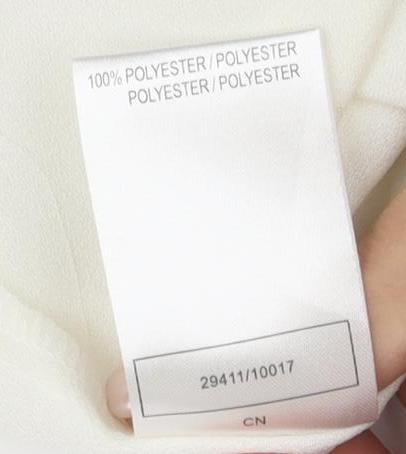 100% POLYESTER / POLYESTER
POLYESTER / POLYESTER
29411/10017
CN